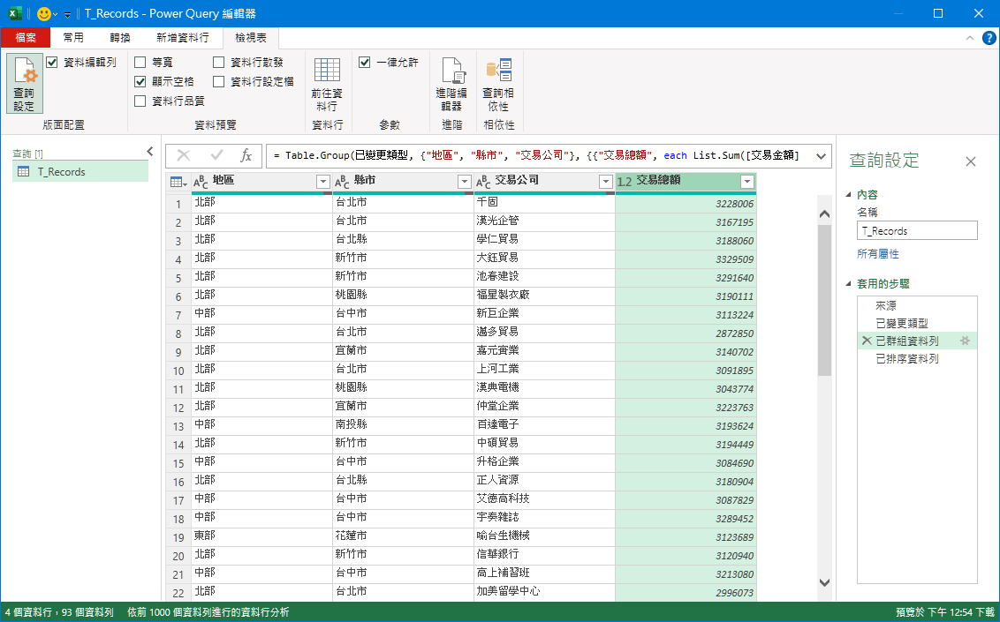 T_Records - Power Query 編輯器
檔案 常用 轉換 新增資料行 檢視表
查詢設定 資料編輯列 等寬 資料行散發 前往資料行 一律允許 進階編輯器 查詢相依性
顯示空格 資料行設定檔
資料行品質
版面配置 資料預覽 資料行 參數 進階 相依性
查詢 [1]
T_Records
fx = Table.Group(已變更類型, {"地區", "縣市", "交易公司"}, {{"交易總額", each List.Sum([交易金額]
ABC 地區 ABC 縣市 ABC 交易公司 1.2 交易總額
1 北部 台北市 千固 3228006
2 北部 台北市 漢光企管 3167195
3 北部 台北縣 學仁貿易 3188060
4 北部 新竹市 大鈺貿易 3329509
5 北部 新竹市 池春建設 3291640
6 北部 桃園縣 福星製衣廠 3190111
7 中部 台中市 新巨企業 3113224
8 北部 台北市 邁多貿易 2872850
9 北部 宜蘭市 嘉元實業 3140702
10 北部 台北市 上河工業 3091895
11 北部 桃園縣 漢典電機 3043774
12 北部 宜蘭市 仲堂企業 3223763
13 中部 南投縣 百達電子 3193624
14 北部 新竹市 中碩貿易 3194449
15 中部 台中市 升格企業 3084690
16 北部 台北縣 正人資源 3180904
17 中部 台中市 艾德高科技 3087829
18 中部 台中市 宇奏雜誌 3289452
19 東部 花蓮市 喻台生機械 3123689
20 北部 新竹市 信華銀行 3120940
21 中部 台中市 高上補習班 3213080
22 北部 台北市 加美留學中心 2996073
查詢設定
內容
名稱
T_Records
所有屬性
套用的步驟
來源
已變更類型
已群組資料列
已排序資料列
4 個資料行，93 個資料列 依前 1000 個資料列進行的資料行分析 預覽於 下午 12:54 下載